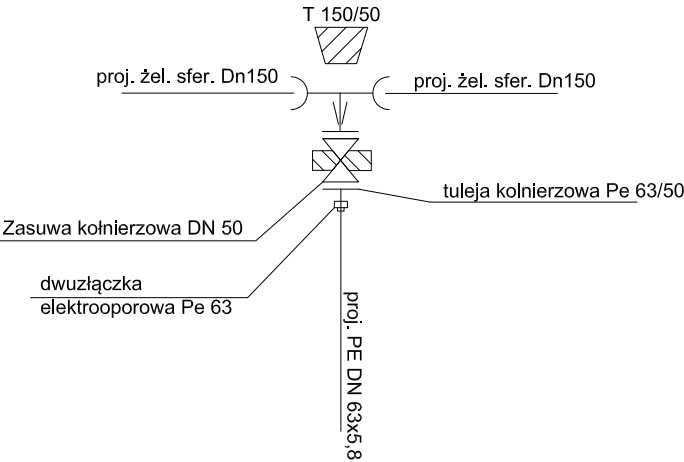 T 150/50
proj. żel. sfer. Dn150
proj. żel. sfer. Dn150
tuleja kolnierzowa Pe 63/50
Zasuwa kołnierzowa DN 50
dwuzłączka
elektrooporowa Pe 63
proj. PE DN 63x5,8